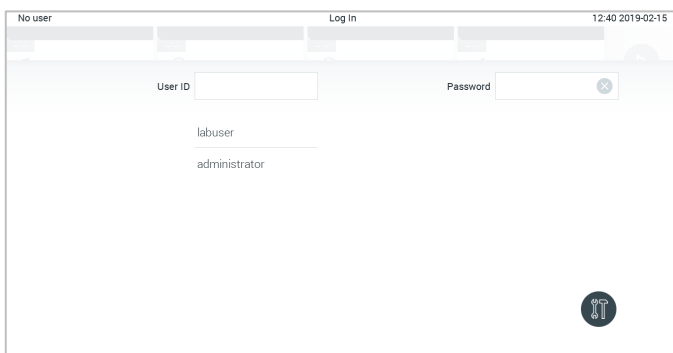 No user Log In 12:40 2019-02-15
User ID Password
labuser
administrator